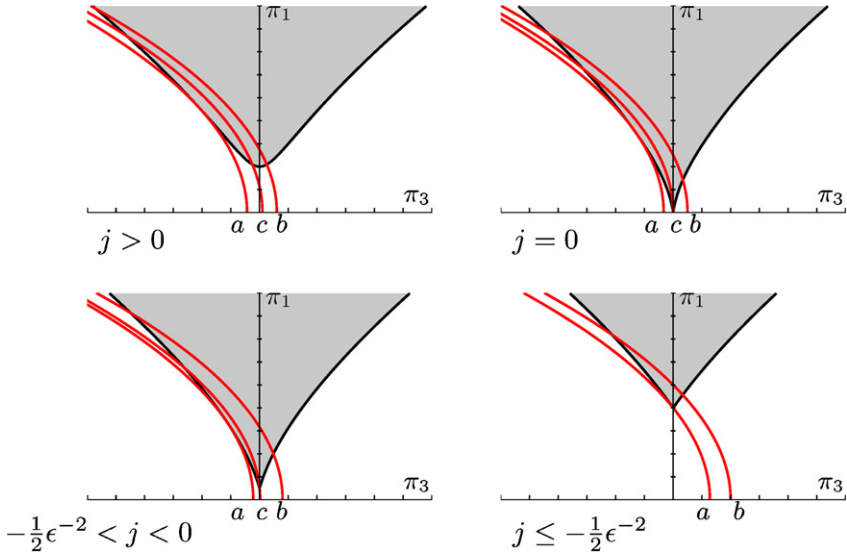 π₁ π₁
π₃ π₃
a c b a c b
j > 0 j = 0
π₁ π₁
π₃ π₃
a c b a b
−½ϵ⁻² < j < 0 j ≤ −½ϵ⁻²